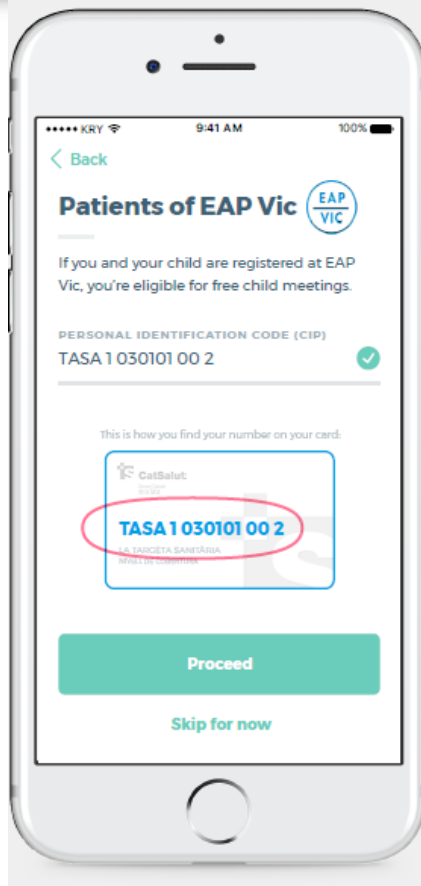 KRY 9:41 AM 100%
< Back
Patients of EAP Vic EAP VIC
If you and your child are registered at EAP
Vic, you're eligible for free child meetings.
PERSONAL IDENTIFICATION CODE (CIP)
TASA 1 030101 00 2
This is how you find your number on your card:
CatSalut
TASA 1 030101 00 2
LA TARGETA SANITÀRIA
ts
Proceed
Skip for now